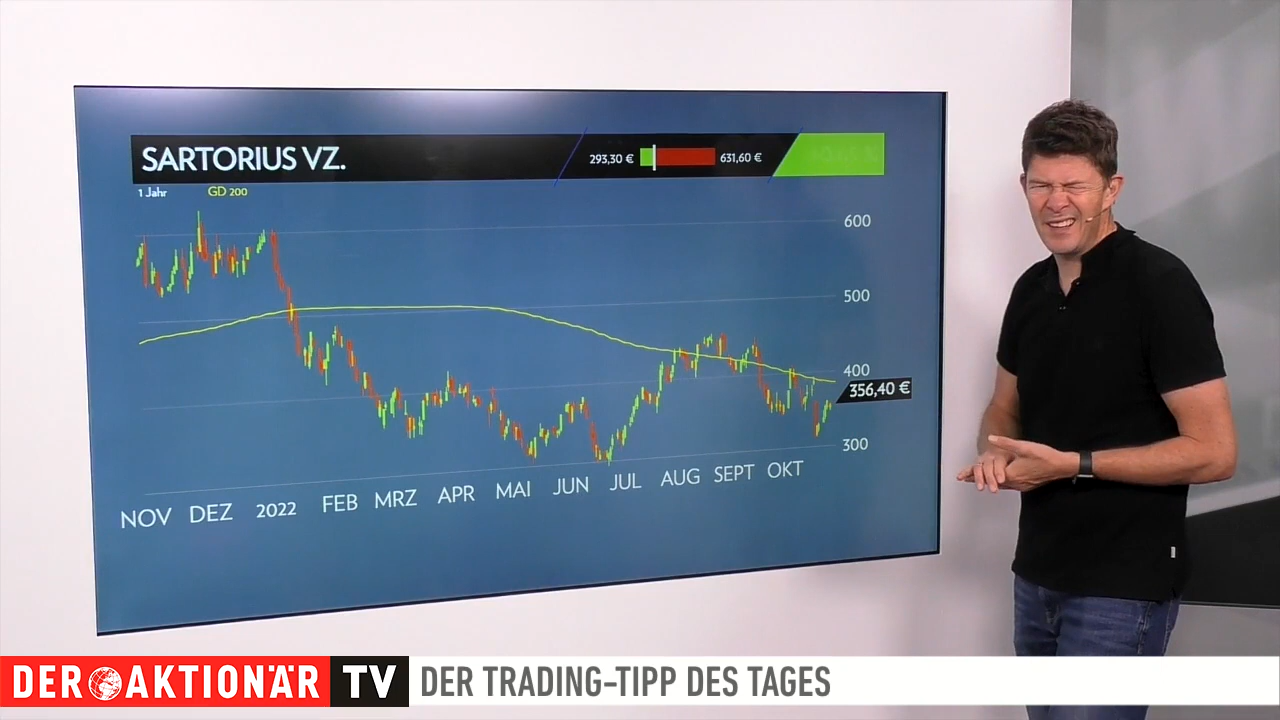 SARTORIUS VZ.
293,30 €
631,60 €
1 Jahr
GD 200
600
500
400
356,40 €
300
NOV DEZ 2022 FEB MRZ APR MAI JUN JUL AUG SEPT OKT
DER AKTIONÄR TV
DER TRADING-TIPP DES TAGES